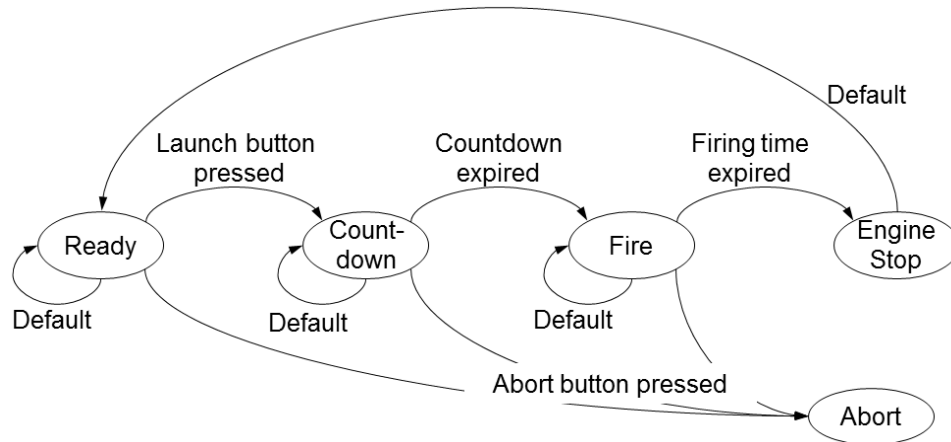 Default
Launch button
pressed
Countdown
expired
Firing time
expired
Ready
Count-
down
Fire
Engine
Stop
Default
Default
Default
Abort button pressed
Abort